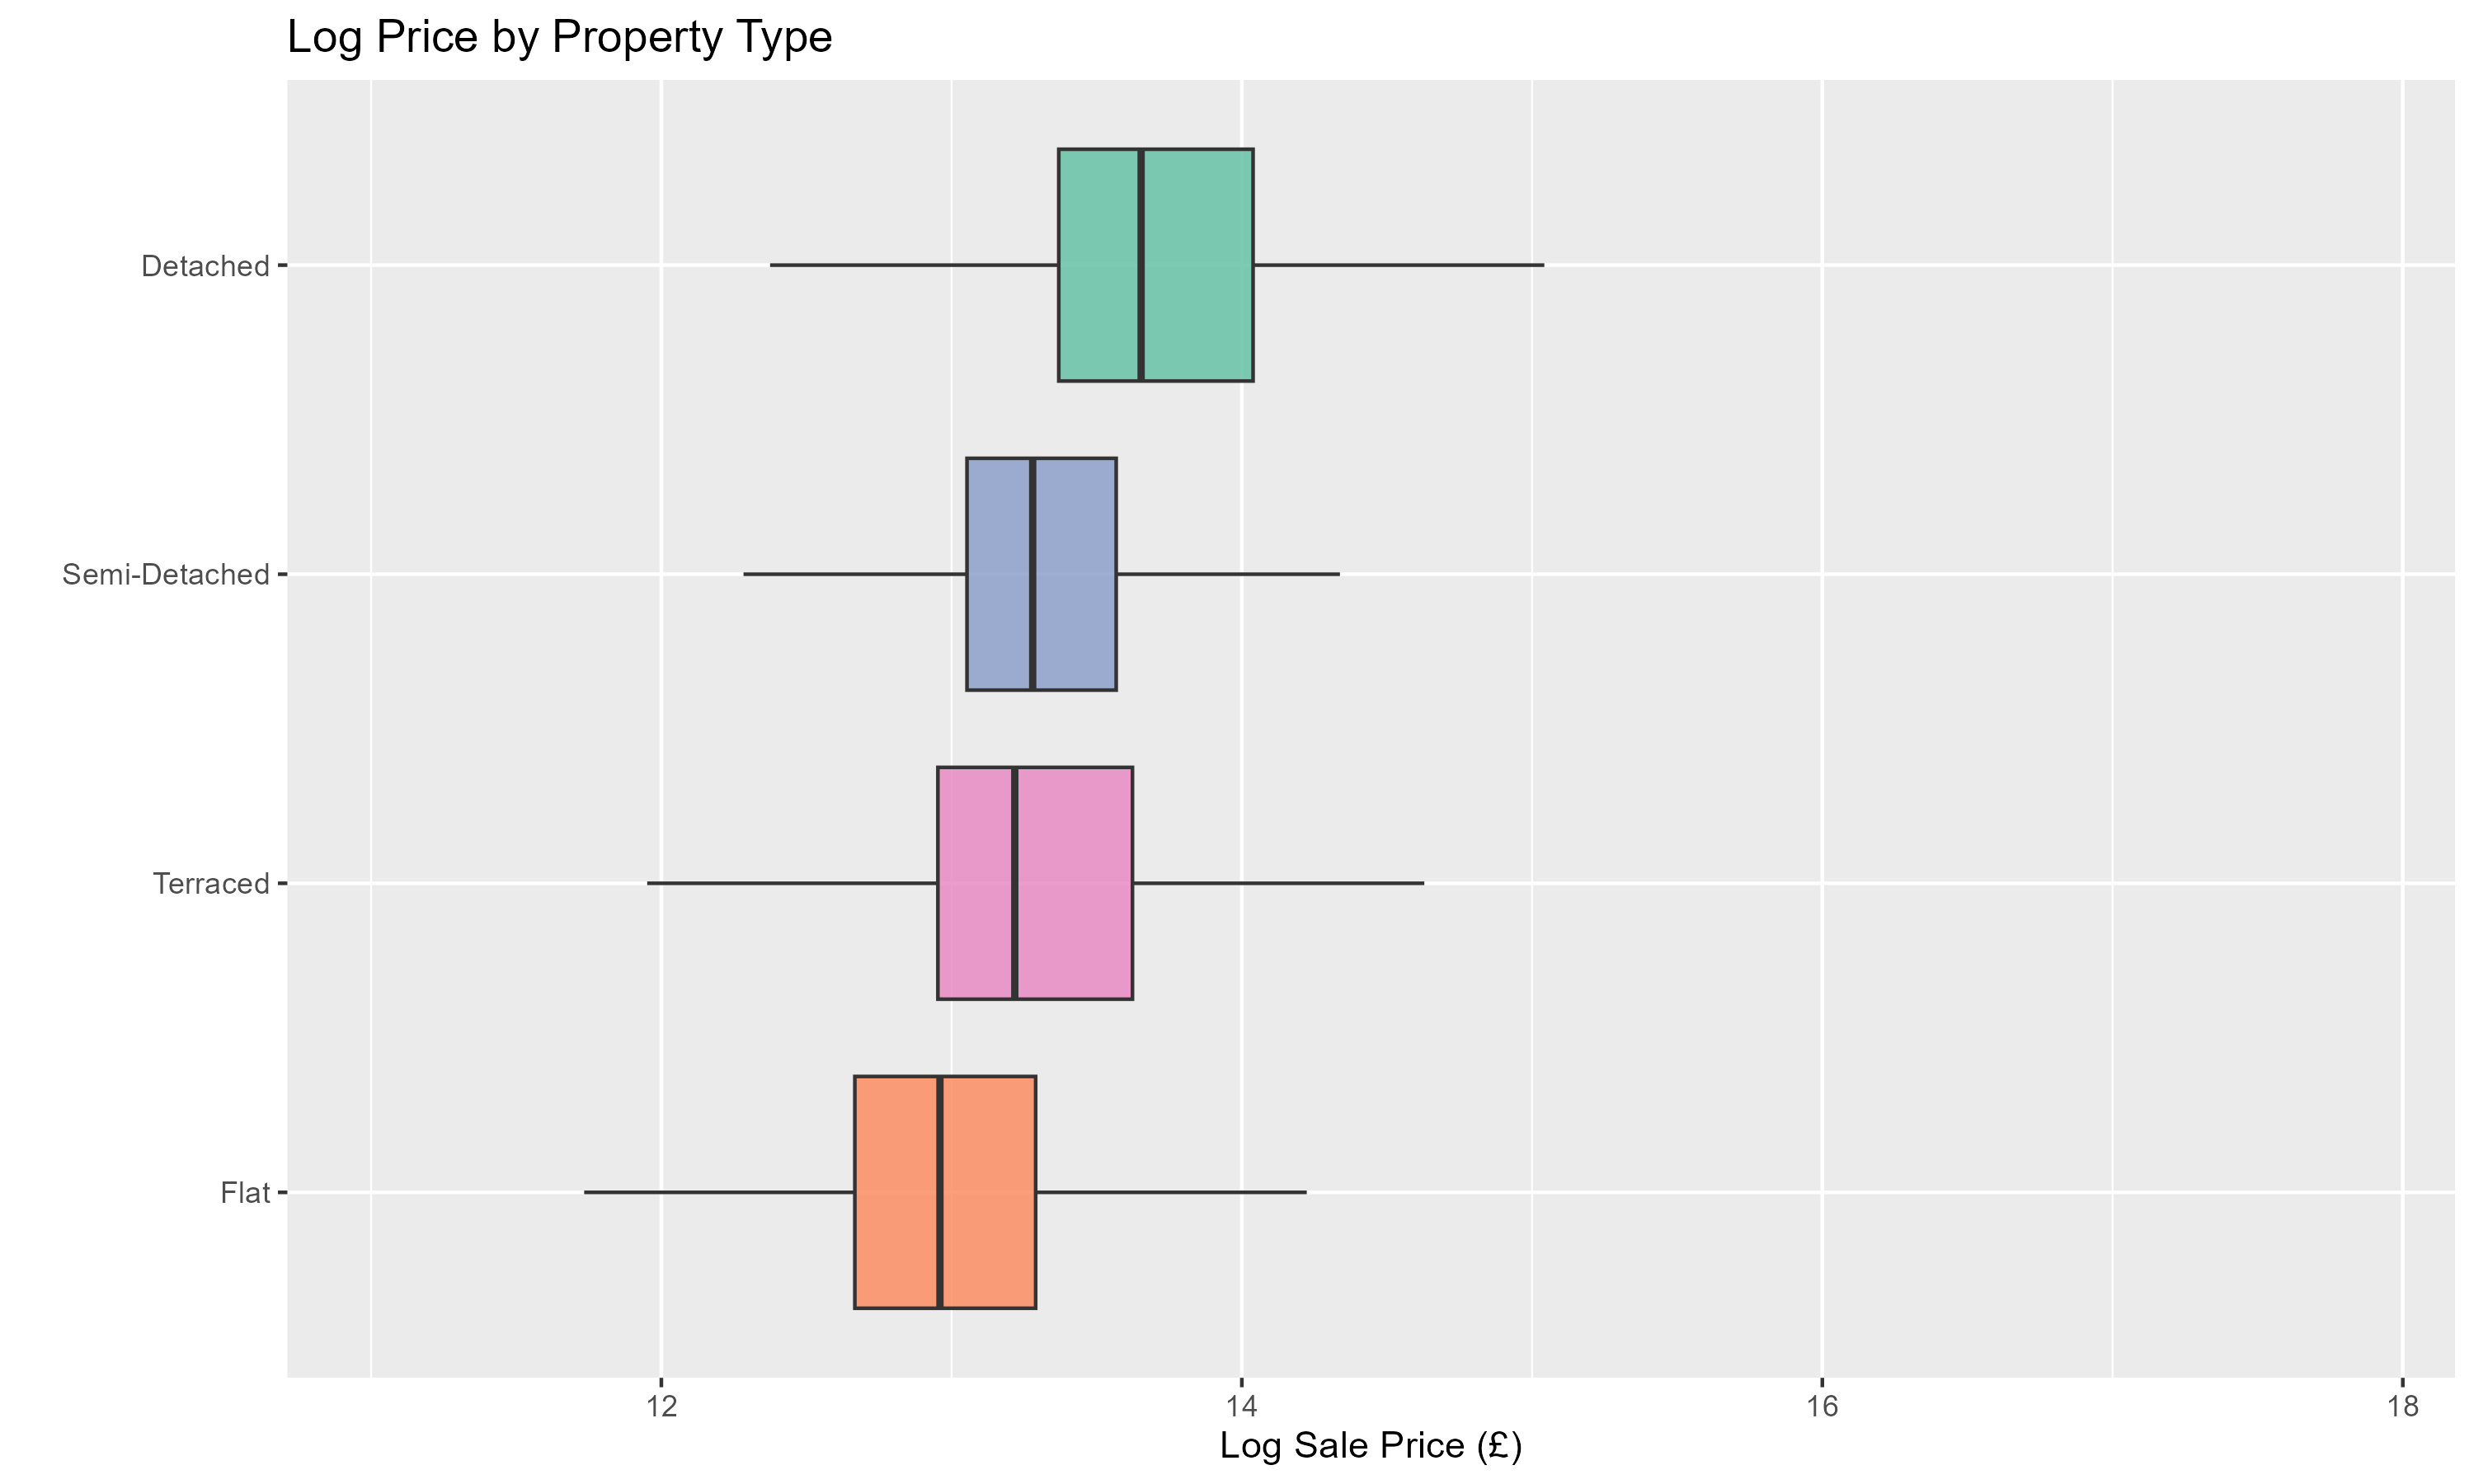 Log Price by Property Type
Detached
Semi-Detached
Terraced
Flat
12 14 16 18
Log Sale Price (£)